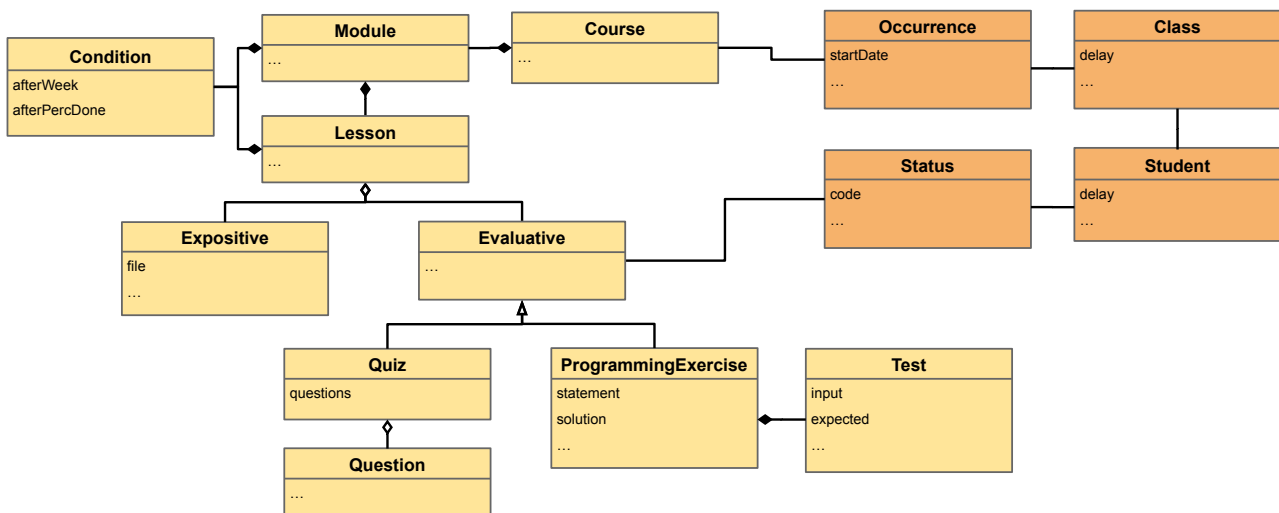 Condition
afterWeek
afterPercDone
Module
…
Course
…
Occurrence
startDate
…
Class
delay
…
Lesson
…
Status
code
…
Student
delay
…
Expositive
file
…
Evaluative
…
Quiz
questions
ProgrammingExercise
statement
solution
…
Test
input
expected
…
Question
…